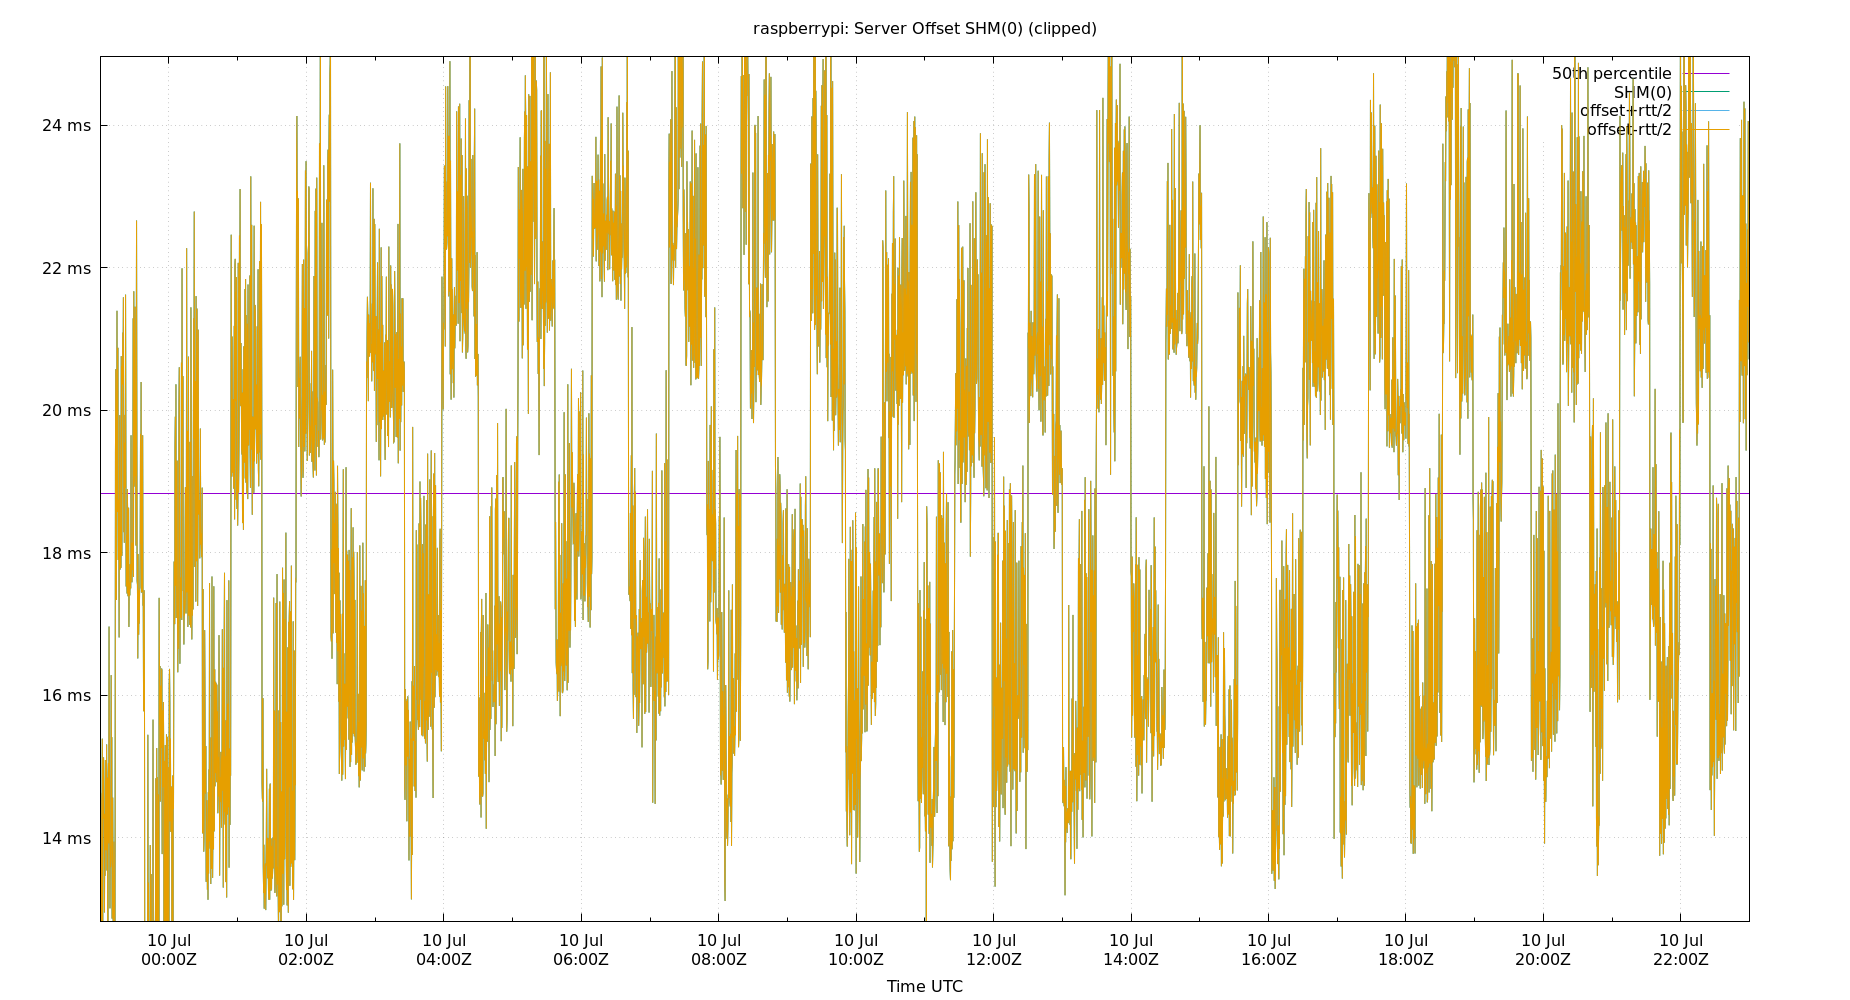 raspberrypi: Server Offset SHM(0) (clipped)
50th percentile
SHM(0)
offset+rtt/2
offset-rtt/2
24 ms
22 ms
20 ms
18 ms
16 ms
14 ms
10 Jul 10 Jul 10 Jul 10 Jul 10 Jul 10 Jul 10 Jul 10 Jul 10 Jul 10 Jul 10 Jul 10 Jul
00:00Z 02:00Z 04:00Z 06:00Z 08:00Z 10:00Z 12:00Z 14:00Z 16:00Z 18:00Z 20:00Z 22:00Z
Time UTC